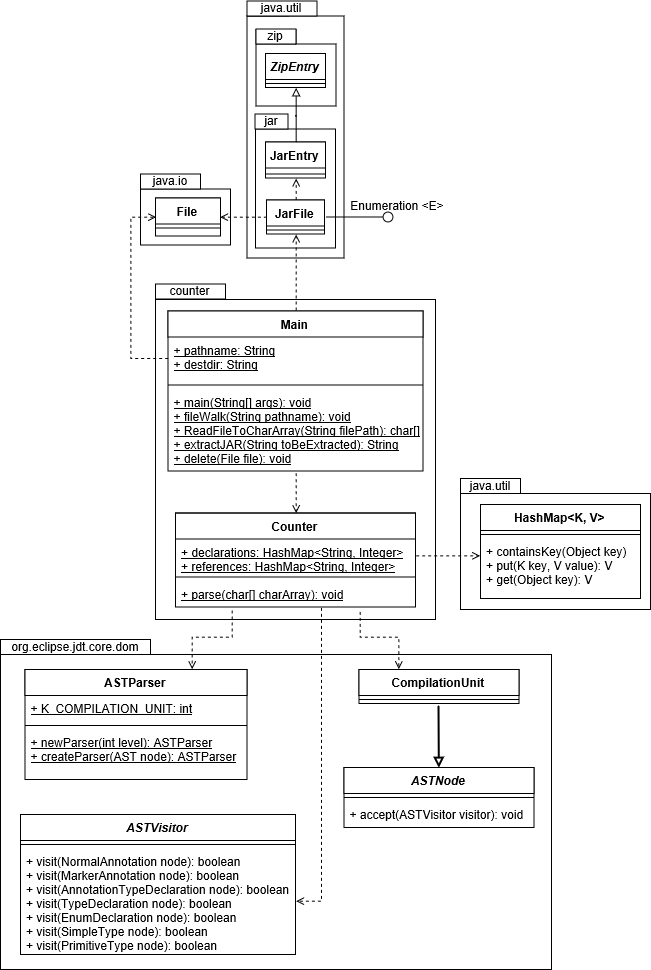 java.util
zip
ZipEntry
jar
JarEntry
java.io
File
JarFile
Enumeration <E>
counter
Main
+ pathname: String
+ destdir: String
+ main(String[] args): void
+ fileWalk(String pathname): void
+ ReadFileToCharArray(String filePath): char[]
+ extractJAR(String toBeExtracted): String
+ delete(File file): void
java.util
HashMap<K, V>
+ containsKey(Object key)
+ put(K key, V value): V
+ get(Object key): V
Counter
+ declarations: HashMap<String, Integer>
+ references: HashMap<String, Integer>
+ parse(char[] charArray): void
org.eclipse.jdt.core.dom
ASTParser
+ K_COMPILATION_UNIT: int
+ newParser(int level): ASTParser
+ createParser(AST node): ASTParser
CompilationUnit
ASTNode
+ accept(ASTVisitor visitor): void
ASTVisitor
+ visit(NormalAnnotation node): boolean
+ visit(MarkerAnnotation node): boolean
+ visit(AnnotationTypeDeclaration node): boolean
+ visit(TypeDeclaration node): boolean
+ visit(EnumDeclaration node): boolean
+ visit(SimpleType node): boolean
+ visit(PrimitiveType node): boolean